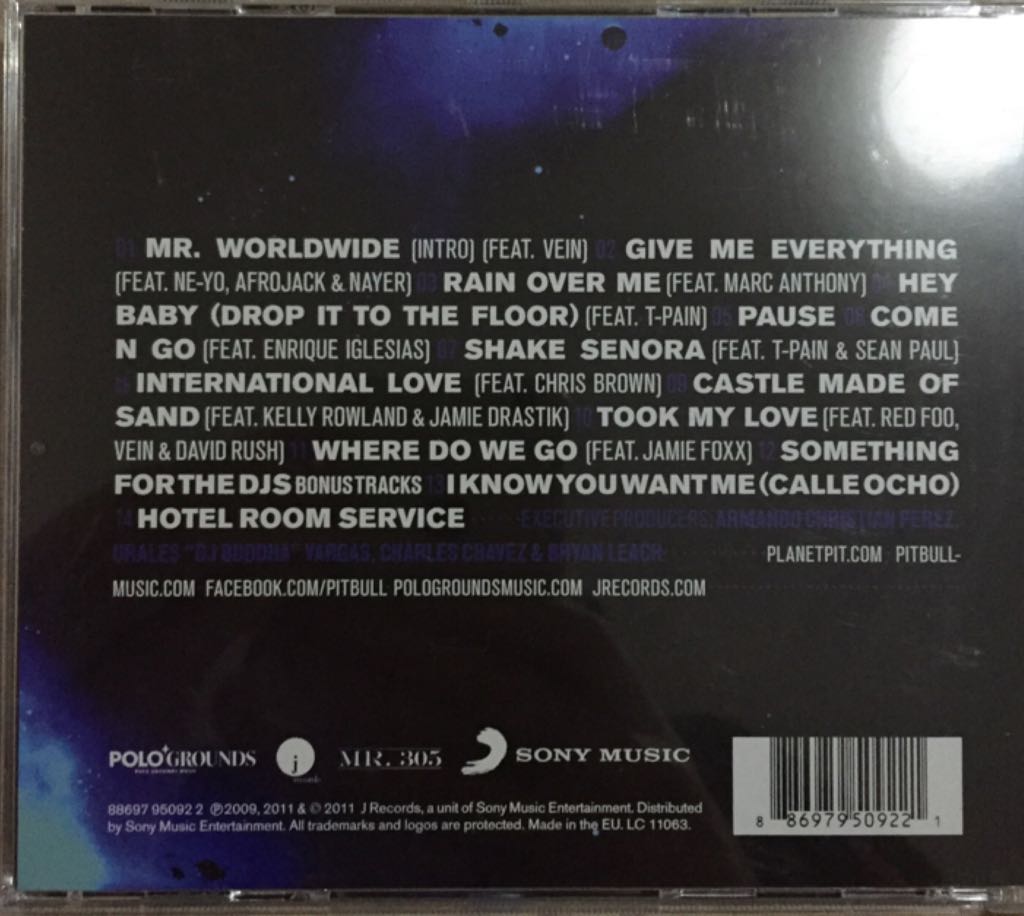 01 MR. WORLDWIDE (INTRO) (FEAT. VEIN) 02 GIVE ME EVERYTHING
(FEAT. NE-YO, AFROJACK & NAYER) 03 RAIN OVER ME (FEAT. MARC ANTHONY) 04 HEY
BABY (DROP IT TO THE FLOOR) (FEAT. T-PAIN) 05 PAUSE 06 COME
N GO (FEAT. ENRIQUE IGLESIAS) 07 SHAKE SENORA (FEAT. T-PAIN & SEAN PAUL)
08 INTERNATIONAL LOVE (FEAT. CHRIS BROWN) 09 CASTLE MADE OF
SAND (FEAT. KELLY ROWLAND & JAMIE DRASTIK) 10 TOOK MY LOVE (FEAT. RED FOO,
VEIN & DAVID RUSH) 11 WHERE DO WE GO (FEAT. JAMIE FOXX) 12 SOMETHING
FOR THE DJS BONUS TRACKS 13 I KNOW YOU WANT ME (CALLE OCHO)
14 HOTEL ROOM SERVICE EXECUTIVE PRODUCERS: ARMANDO CHRISTIAN PEREZ,
URALES "DJ BUDDHA" VARGAS, CHARLES CHAVEZ & BRYAN LEACH PLANETPIT.COM PITBULL-
MUSIC.COM FACEBOOK.COM/PITBULL POLOGROUNDSMUSIC.COM JRECORDS.COM
POLO GROUNDS j records MR. 305 SONY MUSIC
88697 95092 2 ℗2009, 2011 & © 2011 J Records, a unit of Sony Music Entertainment. Distributed
by Sony Music Entertainment. All trademarks and logos are protected. Made in the EU. LC 11063.
8 86979 50922 1